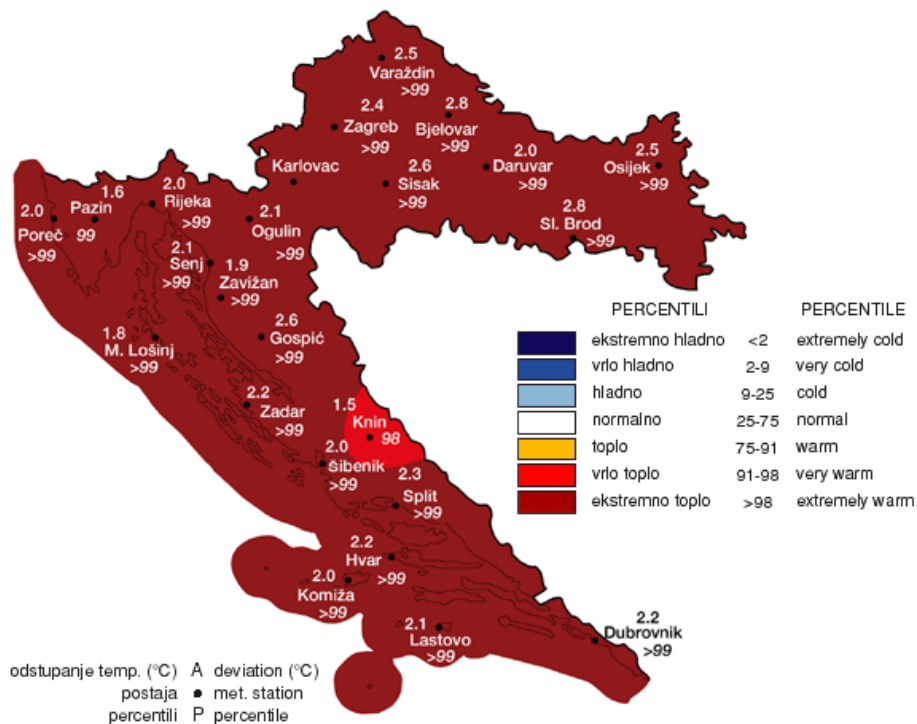 2.5
Varaždin
>99
2.4
Zagreb
>99
2.8
Bjelovar
>99
2.0
Daruvar
>99
2.5
Osijek
>99
Karlovac
2.6
Sisak
>99
2.8
Sl. Brod
>99
2.0
Poreč
>99
1.6
Pazin
99
2.0
Rijeka
>99
2.1
Ogulin
>99
2.1
Senj
>99
1.9
Zavižan
>99
2.6
Gospić
>99
1.8
M. Lošinj
>99
2.2
Zadar
>99
1.5
Knin
98
2.0
Šibenik
>99
2.3
Split
>99
2.2
Hvar
>99
2.0
Komiža
>99
2.1
Lastovo
>99
2.2
Dubrovnik
>99
PERCENTILI PERCENTILE
ekstremno hladno <2 extremely cold
vrlo hladno 2-9 very cold
hladno 9-25 cold
normalno 25-75 normal
toplo 75-91 warm
vrlo toplo 91-98 very warm
ekstremno toplo >98 extremely warm
odstupanje temp. (°C) A deviation (°C)
postaja ● met. station
percentili P percentile